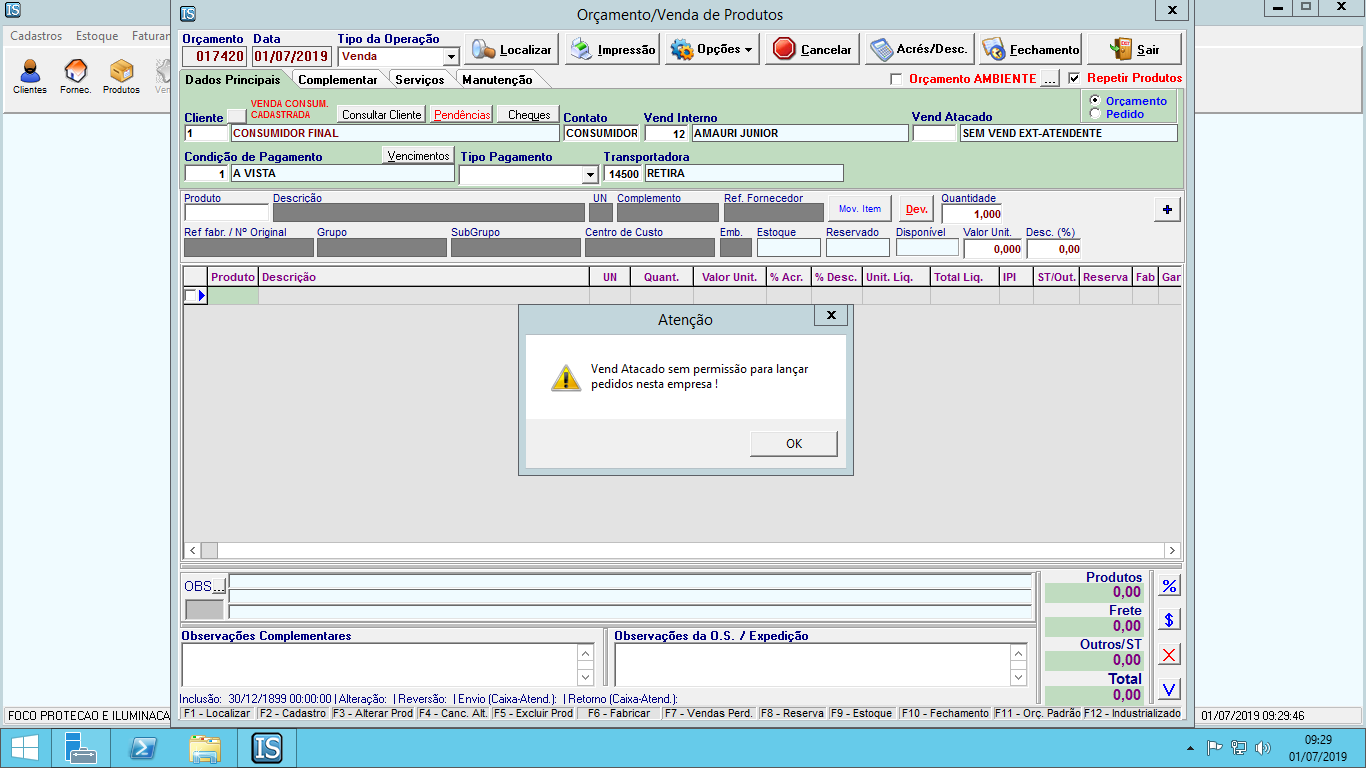 IS
IS
Orçamento/Venda de Produtos
X
X
Cadastros Estoque Faturar
Clientes Fornec. Produtos Ven
Orçamento Data Tipo da Operação
017420 01/07/2019 Venda
Localizar Impressão Opções Cancelar Acrés/Desc. Fechamento Sair
Dados Principais Complementar Serviços Manutenção
Orçamento AMBIENTE ... Repetir Produtos
VENDA CONSUM. CADASTRADA
Cliente Consultar Cliente Pendências Cheques Contato Vend Interno Vend Atacado
Orçamento
Pedido
1 CONSUMIDOR FINAL CONSUMIDOR 12 AMAURI JUNIOR SEM VEND EXT-ATENDENTE
Condição de Pagamento Vencimentos Tipo Pagamento Transportadora
1 A VISTA 14500 RETIRA
Produto Descrição UN Complemento Ref. Fornecedor Mov. Item Dev. Quantidade
1,000 +
Ref fabr. / Nº Original Grupo SubGrupo Centro de Custo Emb. Estoque Reservado Disponível Valor Unit. Desc. (%)
0,000 0,00
Produto Descrição UN Quant. Valor Unit. % Acr. % Desc. Unit. Líq. Total Liq. IPI ST/Out. Reserva Fab Gar
Atenção X
Vend Atacado sem permissão para lançar
pedidos nesta empresa !
OK
OBS...
Produtos
0,00 %
Frete
0,00 $
Outros/ST
0,00 X
Total
0,00 V
Observações Complementares Observações da O.S. / Expedição
Inclusão: 30/12/1899 00:00:00 | Alteração: | Reversão: | Envio (Caixa-Atend.): | Retorno (Caixa-Atend.):
F1 - Localizar F2 - Cadastro F3 - Alterar Prod F4 - Canc. Alt. F5 - Excluir Prod F6 - Fabricar F7 - Vendas Perd. F8 - Reserva F9 - Estoque F10 - Fechamento F11 - Orç. Padrão F12 - Industrializado
FOCO PROTECAO E ILUMINACA 01/07/2019 09:29:46
IS
09:29
01/07/2019